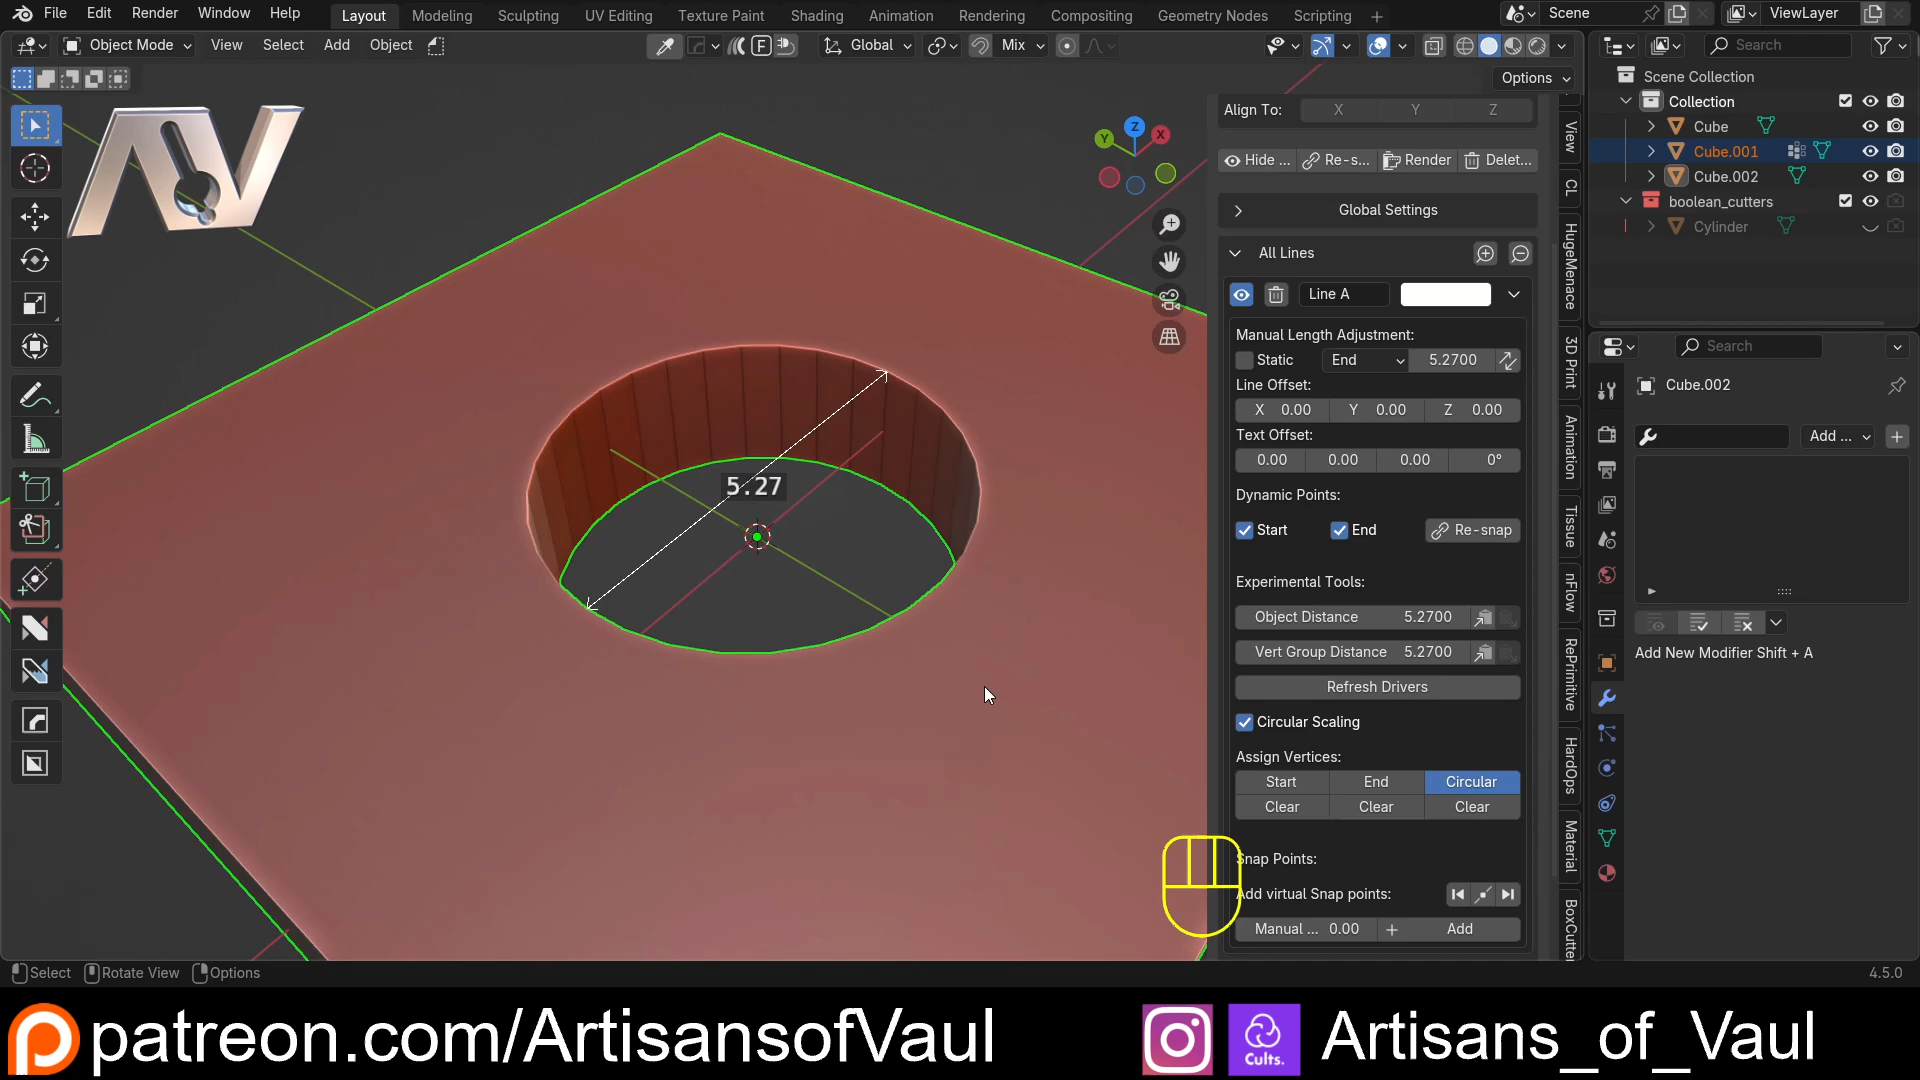 File Edit Render Window Help
Layout Modeling Sculpting UV Editing Texture Paint Shading Animation Rendering Compositing Geometry Nodes Scripting
Scene
ViewLayer
Object Mode View Select Add Object
Global
Mix
Search
Options
AV
Z
Y
X
Align To: X Y Z
Hide ... Re-s... Render Delet...
Global Settings
All Lines
Line A
Manual Length Adjustment:
Static End 5.2700
Line Offset:
X 0.00 Y 0.00 Z 0.00
Text Offset:
0.00 0.00 0.00 0°
Dynamic Points:
Start End Re-snap
Experimental Tools:
Object Distance 5.2700
Vert Group Distance 5.2700
Refresh Drivers
Circular Scaling
Assign Vertices:
Start End Circular
Clear Clear Clear
Snap Points:
Add virtual Snap points:
Manual ... 0.00 Add
5.27
View
CL
HugeMenace
3D Print
Animation
Tissue
nFlow
RePrimitive
HardOps
Material
BoxCutter
Scene Collection
Collection
Cube
Cube.001
Cube.002
boolean_cutters
Cylinder
Search
Cube.002
Add ...
Add New Modifier Shift + A
Select Rotate View Options
4.5.0
patreon.com/ArtisansofVaul
Cults.
Artisans_of_Vaul